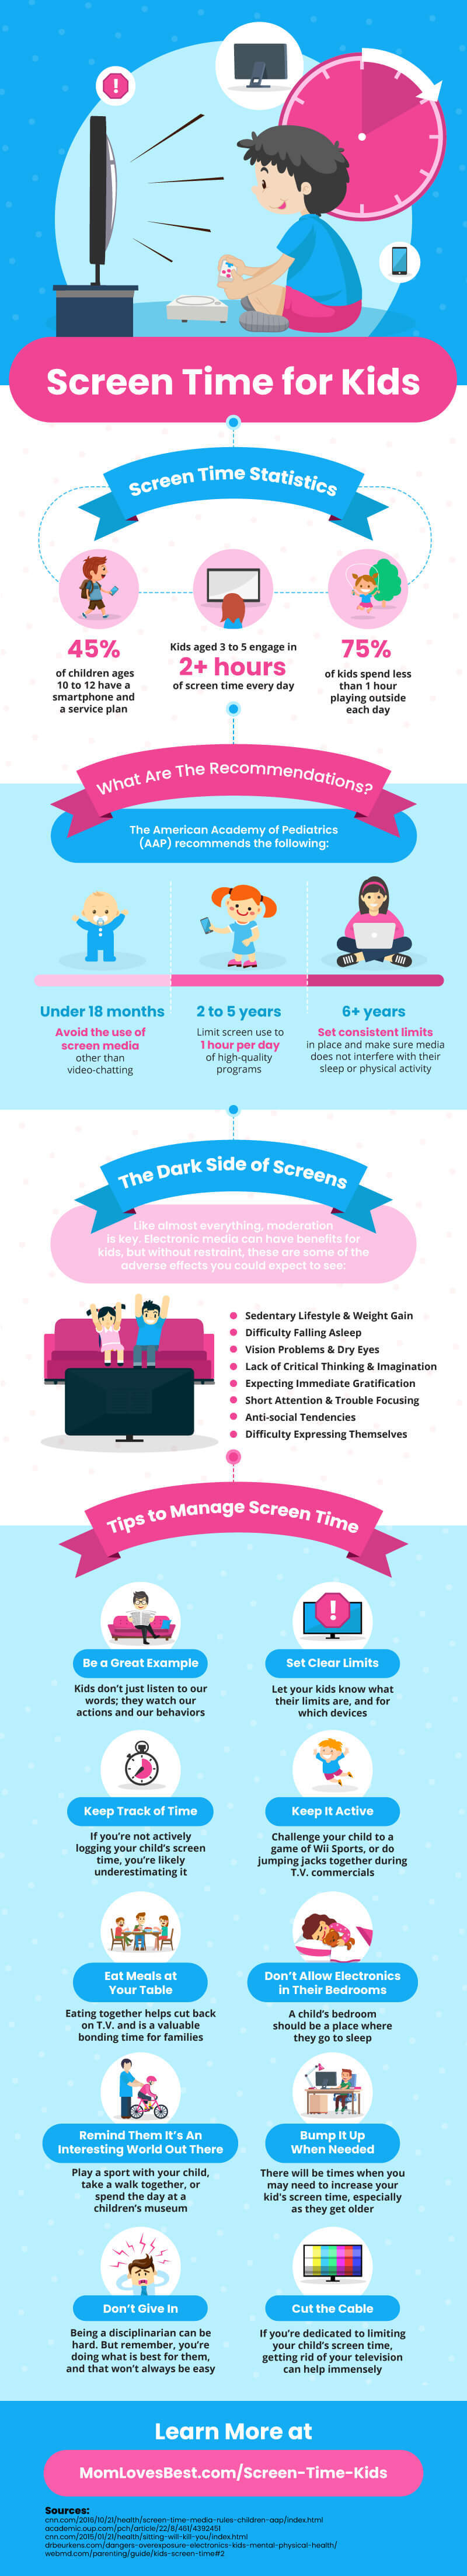 Screen Time for Kids
Screen Time Statistics
45%
of children ages
10 to 12 have a
smartphone and
a service plan
Kids aged 3 to 5 engage in
2+ hours
of screen time every day
75%
of kids spend less
than 1 hour
playing outside
each day
What Are The Recommendations?
The American Academy of Pediatrics
(AAP) recommends the following:
Under 18 months
Avoid the use of
screen media
other than
video-chatting
2 to 5 years
Limit screen use to
1 hour per day
of high-quality
programs
6+ years
Set consistent limits
in place and make sure media
does not interfere with their
sleep or physical activity
The Dark Side of Screens
Like almost everything, moderation
is key. Electronic media can have benefits for
kids, but without restraint, these are some of the
adverse effects you could expect to see:
Sedentary Lifestyle & Weight Gain
Difficulty Falling Asleep
Vision Problems & Dry Eyes
Lack of Critical Thinking & Imagination
Expecting Immediate Gratification
Short Attention & Trouble Focusing
Anti-social Tendencies
Difficulty Expressing Themselves
Tips to Manage Screen Time
Be a Great Example
Kids don't just listen to our
words; they watch our
actions and our behaviors
Set Clear Limits
Let your kids know what
their limits are, and for
which devices
Keep Track of Time
If you're not actively
logging your child's screen
time, you're likely
underestimating it
Keep It Active
Challenge your child to a
game of Wii Sports, or do
jumping jacks together during
T.V. commercials
Eat Meals at
Your Table
Eating together helps cut back
on T.V. and is a valuable
bonding time for families
Don't Allow Electronics
in Their Bedrooms
A child's bedroom
should be a place where
they go to sleep
Remind Them It's An
Interesting World Out There
Play a sport with your child,
take a walk together, or
spend the day at a
children's museum
Bump It Up
When Needed
There will be times when you
may need to increase your
kid's screen time, especially
as they get older
Don't Give In
Being a disciplinarian can be
hard. But remember, you're
doing what is best for them,
and that won't always be easy
Cut the Cable
If you're dedicated to limiting
your child's screen time,
getting rid of your television
can help immensely
Learn More at
MomLovesBest.com/Screen-Time-Kids
Sources:
cnn.com/2016/10/21/health/screen-time-media-rules-children-aap/index.html
academic.oup.com/pch/article/22/8/461/4392451
cnn.com/2015/01/21/health/sitting-will-kill-you/index.html
drbeurkens.com/dangers-overexposure-electronics-kids-mental-physical-health/
webmd.com/parenting/guide/kids-screen-time#2